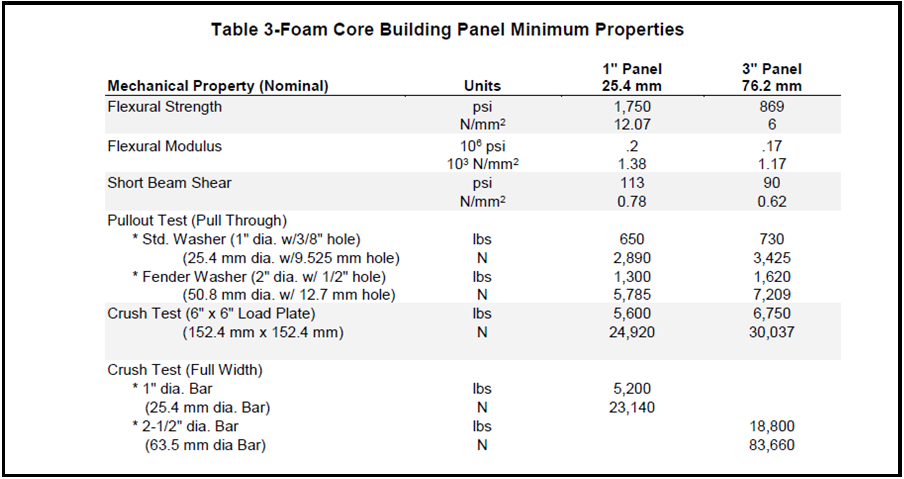 Table 3-Foam Core Building Panel Minimum Properties
1" Panel 3" Panel
Mechanical Property (Nominal) Units 25.4 mm 76.2 mm
Flexural Strength psi 1,750 869
N/mm² 12.07 6
Flexural Modulus 10⁶ psi .2 .17
10³ N/mm² 1.38 1.17
Short Beam Shear psi 113 90
N/mm² 0.78 0.62
Pullout Test (Pull Through)
* Std. Washer (1" dia. w/3/8" hole) lbs 650 730
(25.4 mm dia. w/9.525 mm hole) N 2,890 3,425
* Fender Washer (2" dia. w/ 1/2" hole) lbs 1,300 1,620
(50.8 mm dia. w/ 12.7 mm hole) N 5,785 7,209
Crush Test (6" x 6" Load Plate) lbs 5,600 6,750
(152.4 mm x 152.4 mm) N 24,920 30,037
Crush Test (Full Width)
* 1" dia. Bar lbs 5,200
(25.4 mm dia. Bar) N 23,140
* 2-1/2" dia. Bar lbs 18,800
(63.5 mm dia Bar) N 83,660